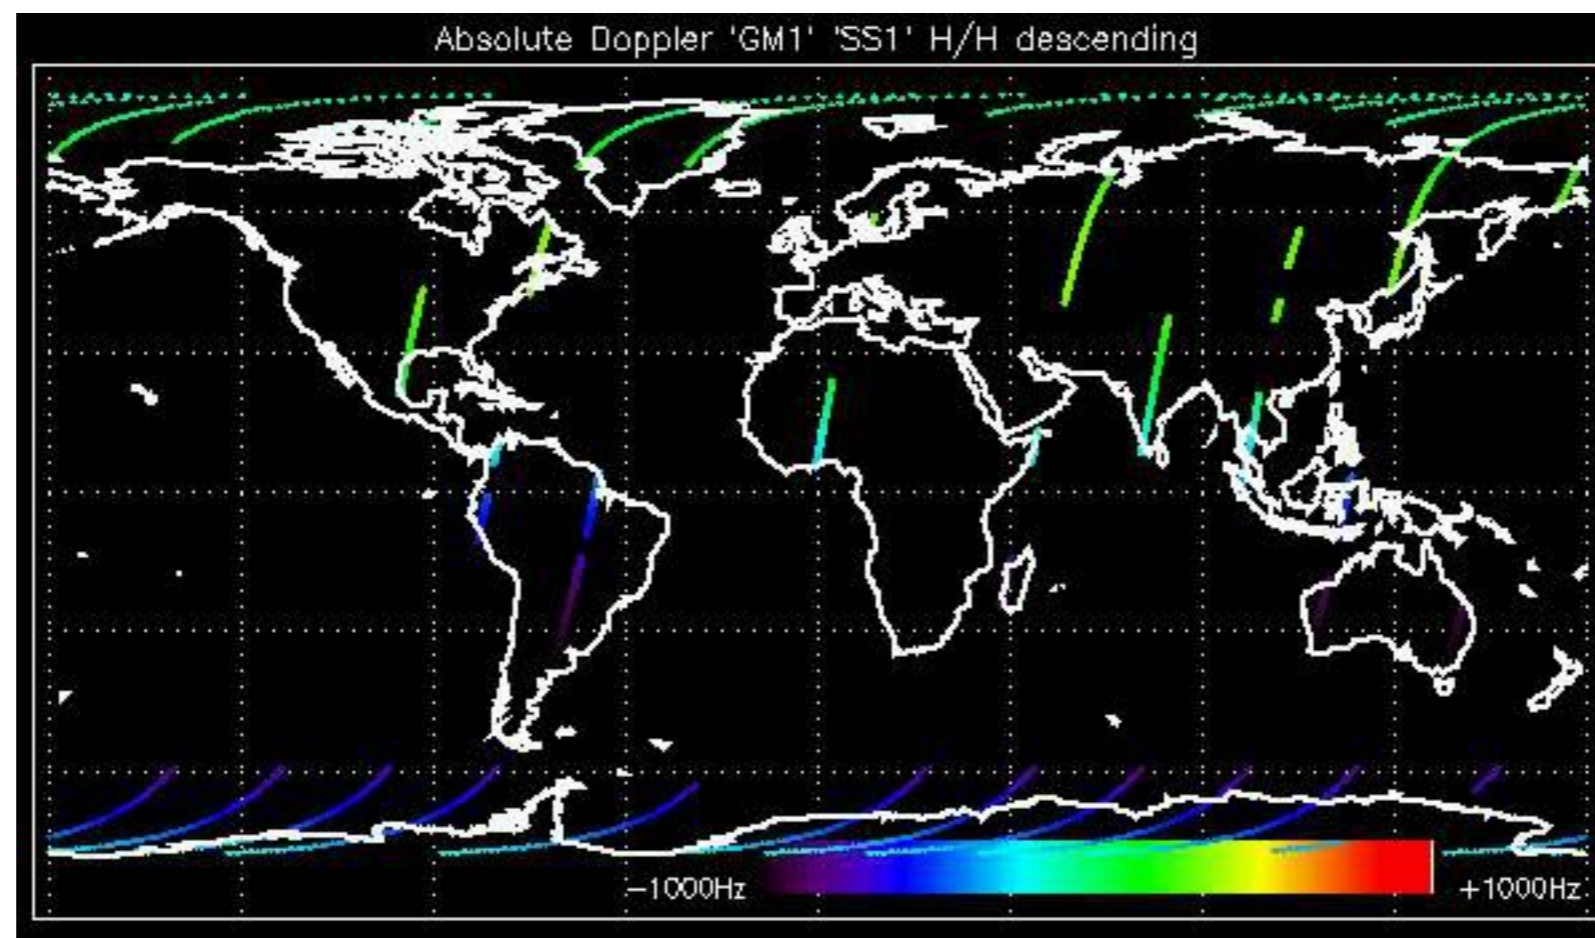 Absolute Doppler 'GM1' 'SS1' H/H descending
−1000Hz
+1000Hz